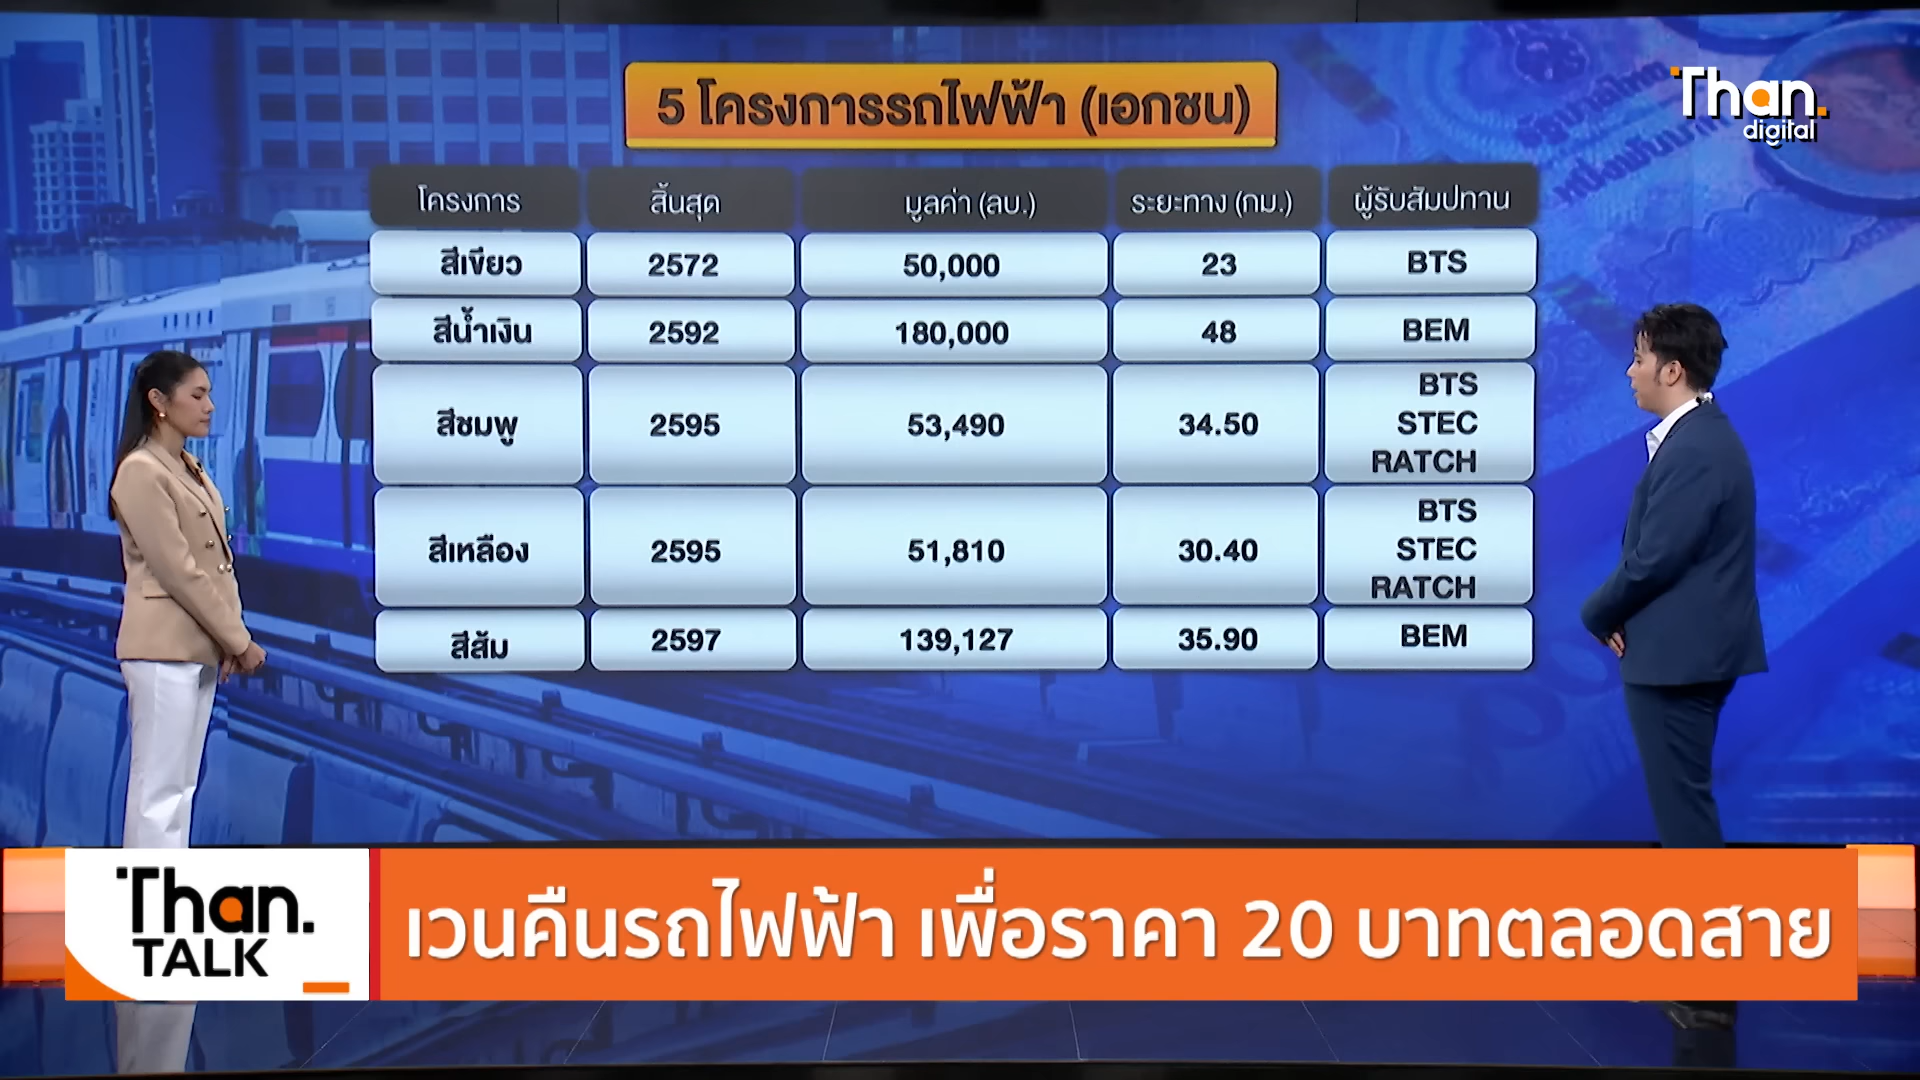 5 โครงการรถไฟฟ้า (เอกชน)
Than.
digital
โครงการ สิ้นสุด มูลค่า (ลบ.) ระยะทาง (กม.) ผู้รับสัมปทาน
สีเขียว 2572 50,000 23 BTS
สีน้ำเงิน 2592 180,000 48 BEM
สีชมพู 2595 53,490 34.50 BTS
STEC
RATCH
สีเหลือง 2595 51,810 30.40 BTS
STEC
RATCH
สีส้ม 2597 139,127 35.90 BEM
Than.
TALK
เวนคืนรถไฟฟ้า เพื่อราคา 20 บาทตลอดสาย